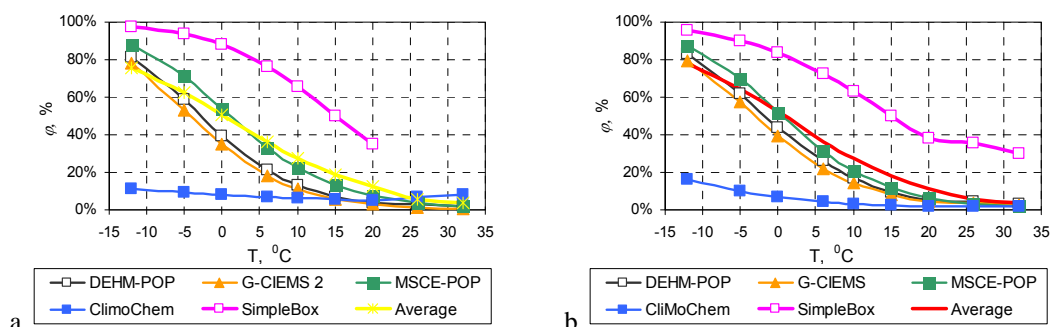 100%
80%
60%
40%
20%
0%
φ, %
-15 -10 -5 0 5 10 15 20 25 30 35
T, ⁰C
DEHM-POP G-CIEMS 2 MSCE-POP
ClimoChem SimpleBox Average
a
100%
80%
60%
40%
20%
0%
φ, %
-15 -10 -5 0 5 10 15 20 25 30 35
T, ⁰C
DEHM-POP G-CIEMS MSCE-POP
CliMoChem SimpleBox Average
b